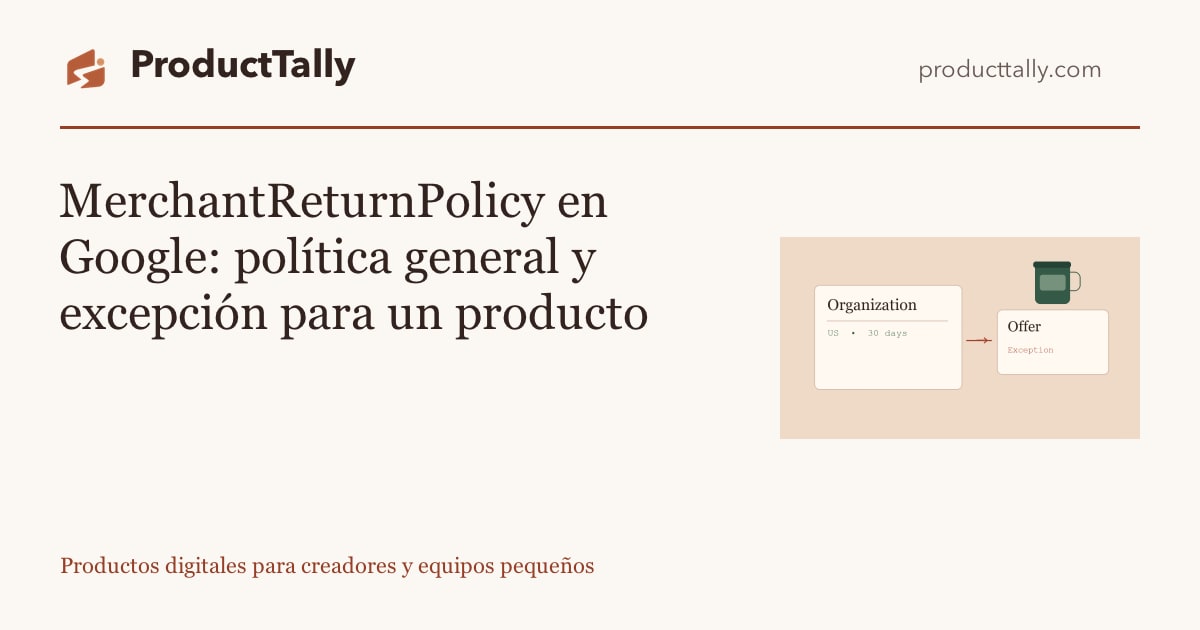 ProductTally
producttally.com
MerchantReturnPolicy en
Google: política general y
excepción para un producto
Organization
US • 30 days
Offer
Exception
Productos digitales para creadores y equipos pequeños